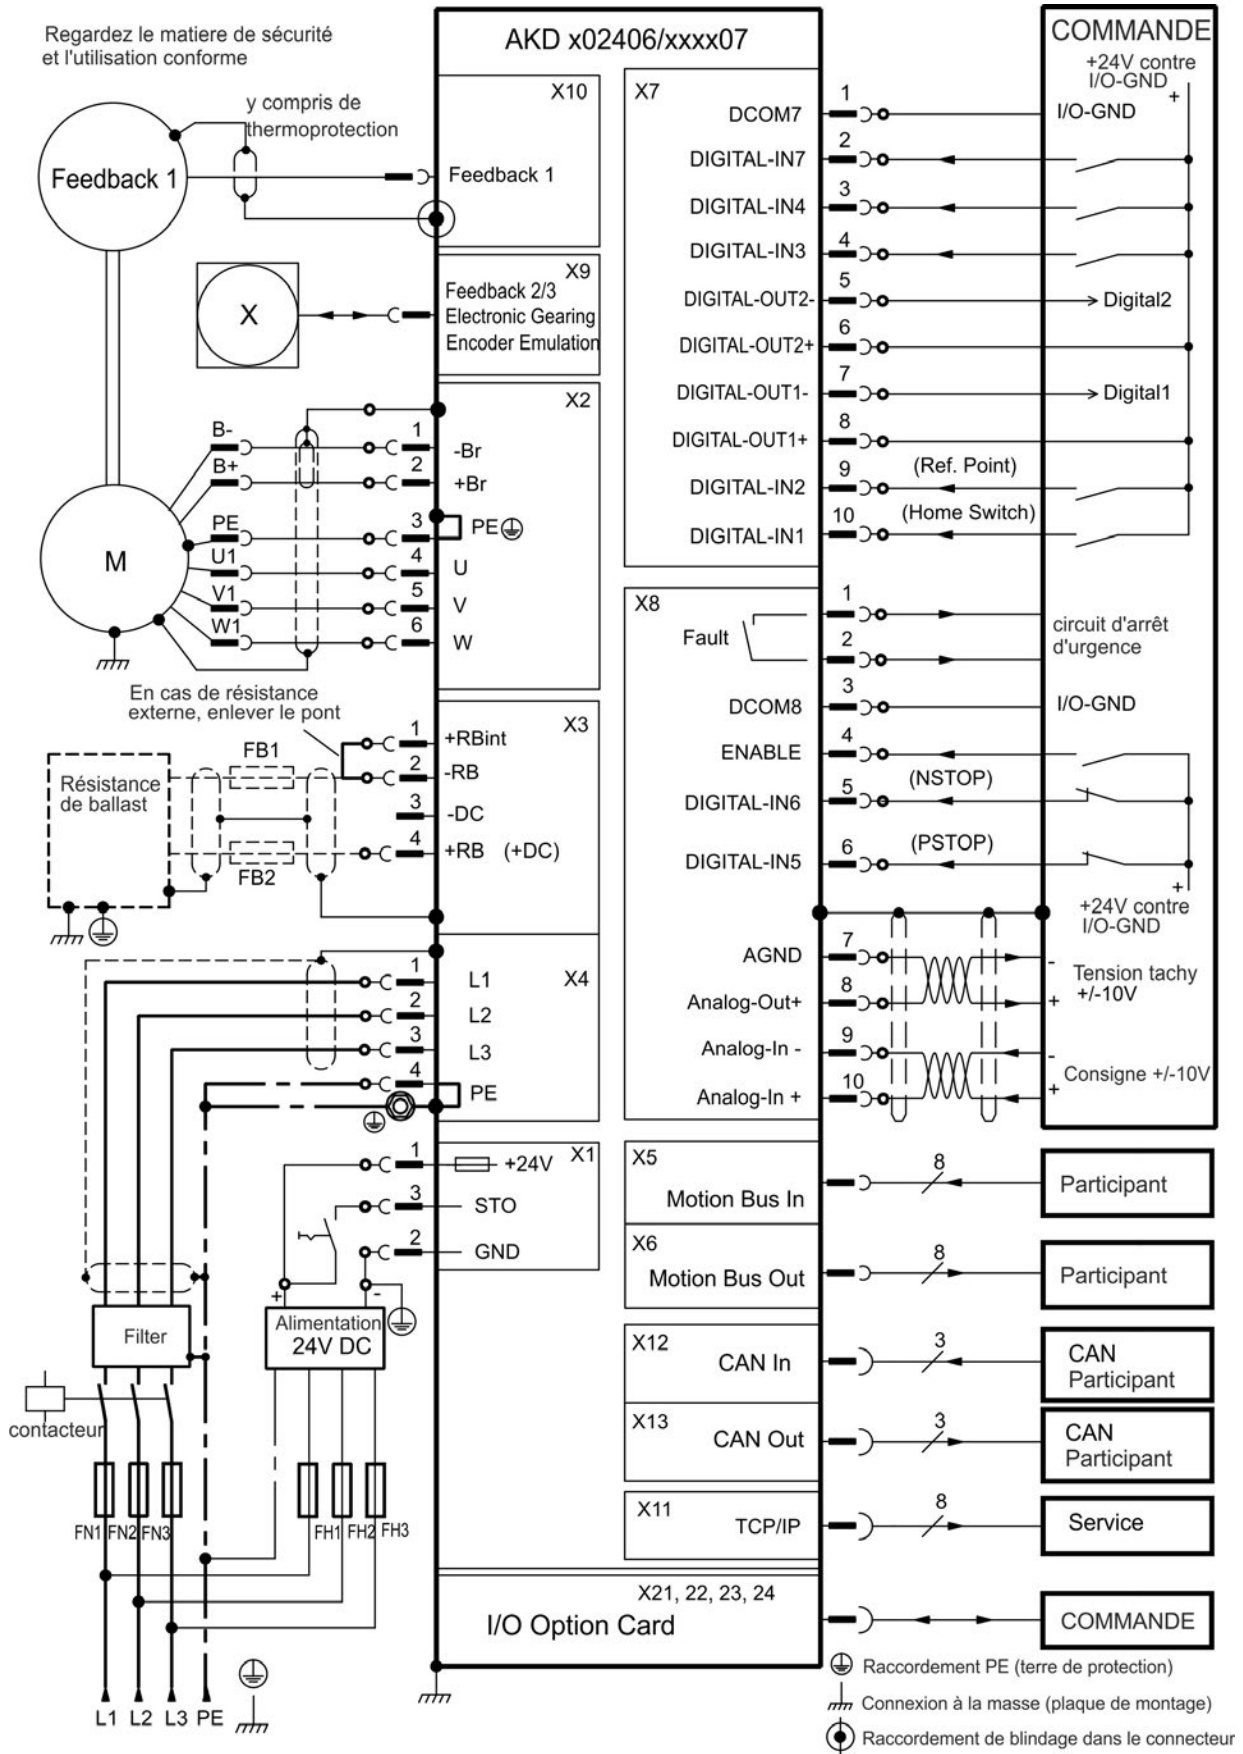 Regardez le matiere de sécurité
et l'utilisation conforme
AKD x02406/xxxx07
COMMANDE
+24V contre
I/O-GND
+
y compris de
thermoprotection
Feedback 1
X10
Feedback 1
X
X9
Feedback 2/3
Electronic Gearing
Encoder Emulation
X2
B-
1
-Br
B+
2
+Br
PE
3
PE
M
U1
4
U
V1
5
V
W1
6
W
En cas de résistance
externe, enlever le pont
X3
FB1
1
+RBint
2
-RB
Résistance
de ballast
3
-DC
4
+RB (+DC)
FB2
X4
1
L1
2
L2
3
L3
4
PE
X1
1
+24V
3
STO
2
GND
+
-
Alimentation
24V DC
Filter
contacteur
FN1
FN2
FN3
FH1
FH2
FH3
L1
L2
L3
PE
X7
DCOM7
1
I/O-GND
DIGITAL-IN7
2
DIGITAL-IN4
3
DIGITAL-IN3
4
DIGITAL-OUT2-
5
Digital2
DIGITAL-OUT2+
6
DIGITAL-OUT1-
7
Digital1
DIGITAL-OUT1+
8
DIGITAL-IN2
9
(Ref. Point)
DIGITAL-IN1
10
(Home Switch)
X8
Fault
1
2
circuit d'arrêt
d'urgence
DCOM8
3
I/O-GND
ENABLE
4
DIGITAL-IN6
5
(NSTOP)
DIGITAL-IN5
6
(PSTOP)
+
+24V contre
I/O-GND
AGND
7
-
Tension tachy
+/-10V
Analog-Out+
8
+
Analog-In -
9
-
Consigne +/-10V
Analog-In +
10
+
X5
Motion Bus In
8
Participant
X6
Motion Bus Out
8
Participant
X12
CAN In
3
CAN
Participant
X13
CAN Out
3
CAN
Participant
X11
TCP/IP
8
Service
X21, 22, 23, 24
I/O Option Card
COMMANDE
Raccordement PE (terre de protection)
Connexion à la masse (plaque de montage)
Raccordement de blindage dans le connecteur